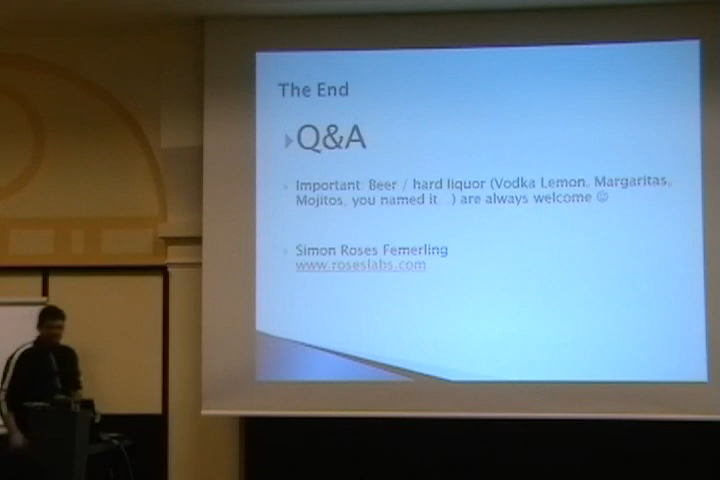 The End
Q&A
Important: Beer / hard liquor (Vodka Lemon, Margaritas,
Mojitos, you named it...) are always welcome ☺
Simon Roses Femerling
www.roseslabs.com